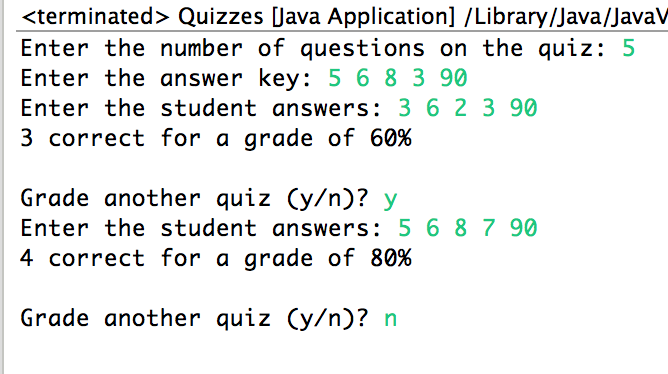 <terminated> Quizzes [Java Application] /Library/Java/JavaV
Enter the number of questions on the quiz: 5
Enter the answer key: 5 6 8 3 90
Enter the student answers: 3 6 2 3 90
3 correct for a grade of 60%
Grade another quiz (y/n)? y
Enter the student answers: 5 6 8 7 90
4 correct for a grade of 80%
Grade another quiz (y/n)? n